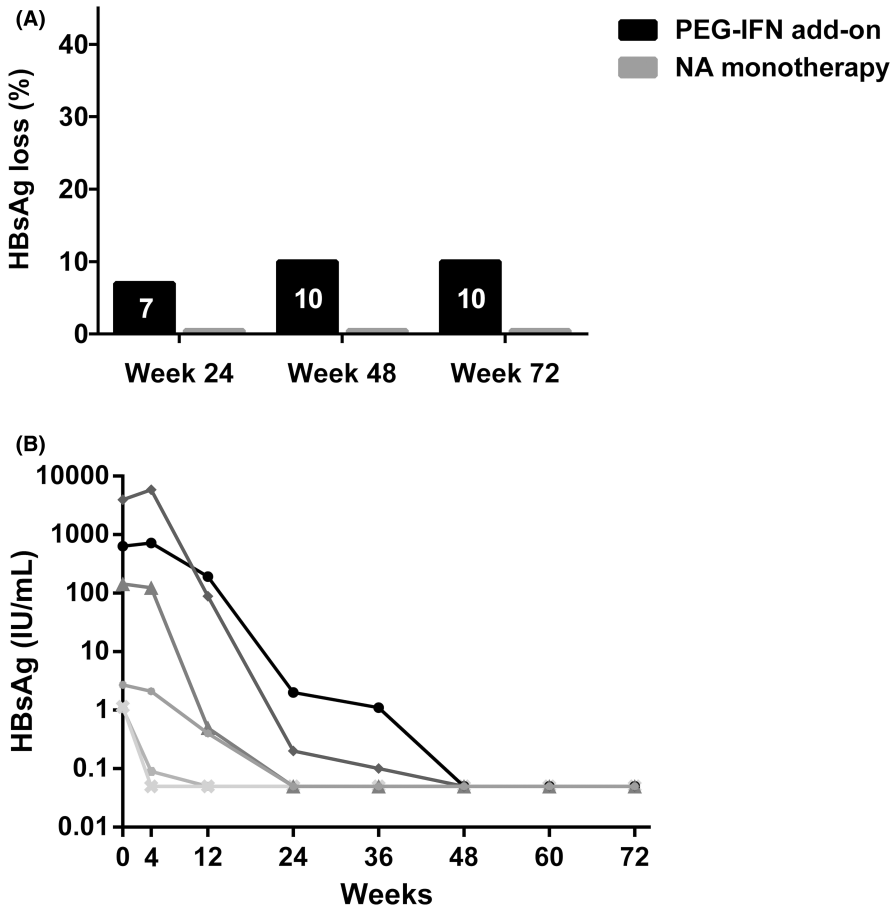 (A)
PEG-IFN add-on
NA monotherapy
HBsAg loss (%)
40
30
20
10
0
7
10
10
Week 24
Week 48
Week 72
(B)
HBsAg (IU/mL)
10000
1000
100
10
1
0.1
0.01
0 4 12 24 36 48 60 72
Weeks